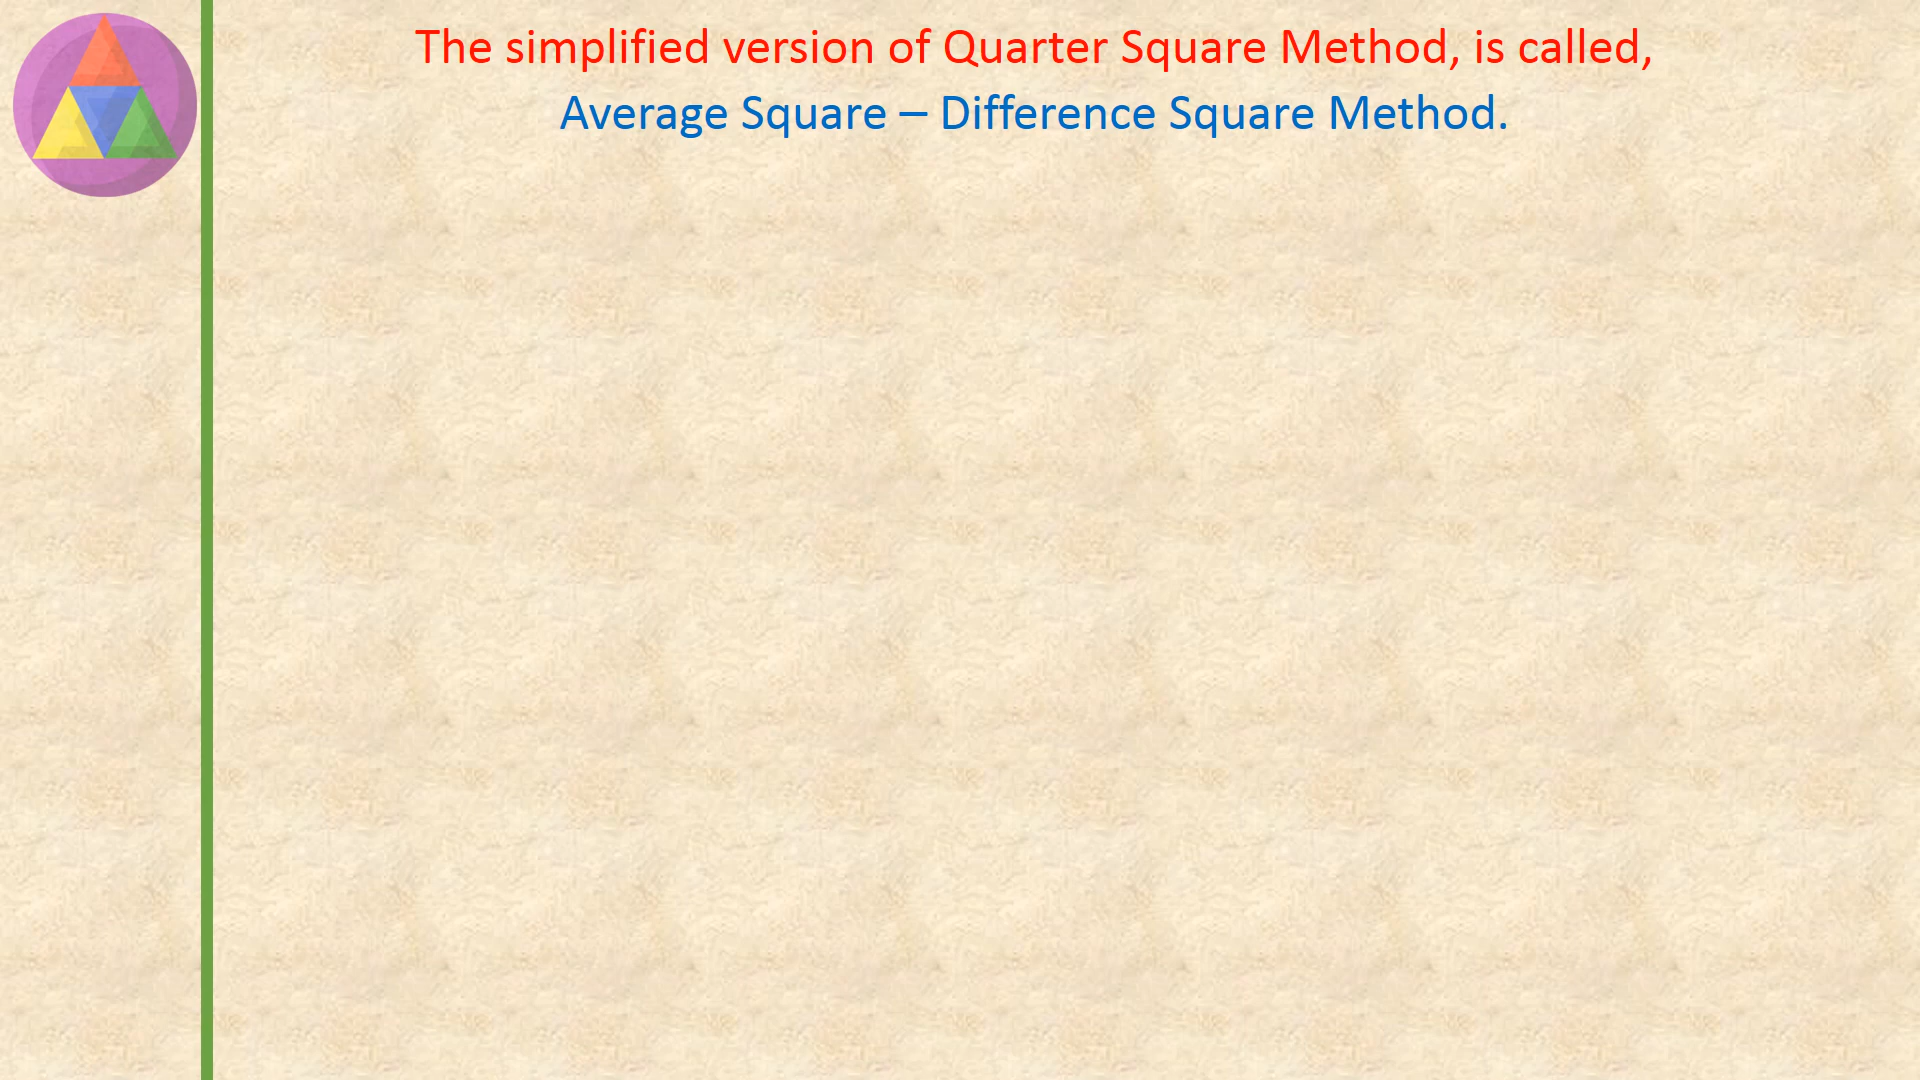 The simplified version of Quarter Square Method, is called,
Average Square – Difference Square Method.